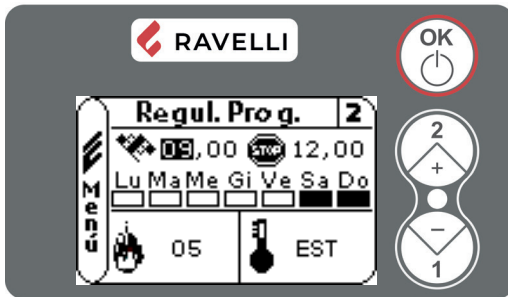 RAVELLI
OK
Regul. Prog. 2
09,00 STOP 12,00
Lu Ma Me Gi Ve Sa Do
Menú
05 EST
2
+
−
1